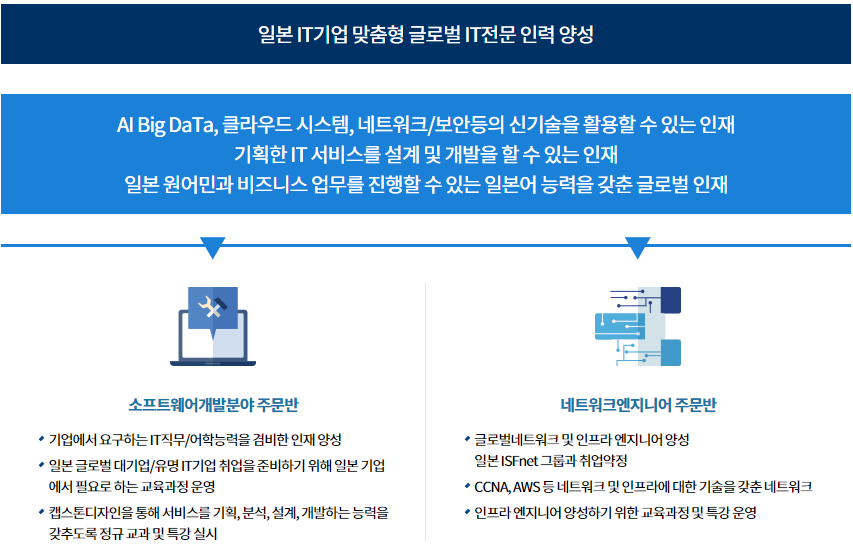 일본 IT기업 맞춤형 글로벌 IT전문 인력 양성
AI Big DaTa, 클라우드 시스템, 네트워크/보안등의 신기술을 활용할 수 있는 인재
기획한 IT 서비스를 설계 및 개발을 할 수 있는 인재
일본 원어민과 비즈니스 업무를 진행할 수 있는 일본어 능력을 갖춘 글로벌 인재
소프트웨어개발분야 주문반
기업에서 요구하는 IT직무/어학능력을 겸비한 인재 양성
일본 글로벌 대기업/유명 IT기업 취업을 준비하기 위해 일본 기업
에서 필요로 하는 교육과정 운영
캡스톤디자인을 통해 서비스를 기획, 분석, 설계, 개발하는 능력을
갖추도록 정규 교과 및 특강 실시
네트워크엔지니어 주문반
글로벌네트워크 및 인프라 엔지니어 양성
일본 ISFnet 그룹과 취업약정
CCNA, AWS 등 네트워크 및 인프라에 대한 기술을 갖춘 네트워크
인프라 엔지니어 양성하기 위한 교육과정 및 특강 운영